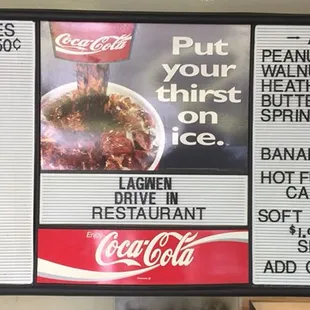 ES
50¢
Coca-Cola
Put
your
thirst
on
ice.
LAGWEN
DRIVE IN
RESTAURANT
Enjoy
Coca-Cola
PEANU
WALNU
HEATH
BUTTE
SPRIN
BANA
HOT F
CA
SOFT
ADD